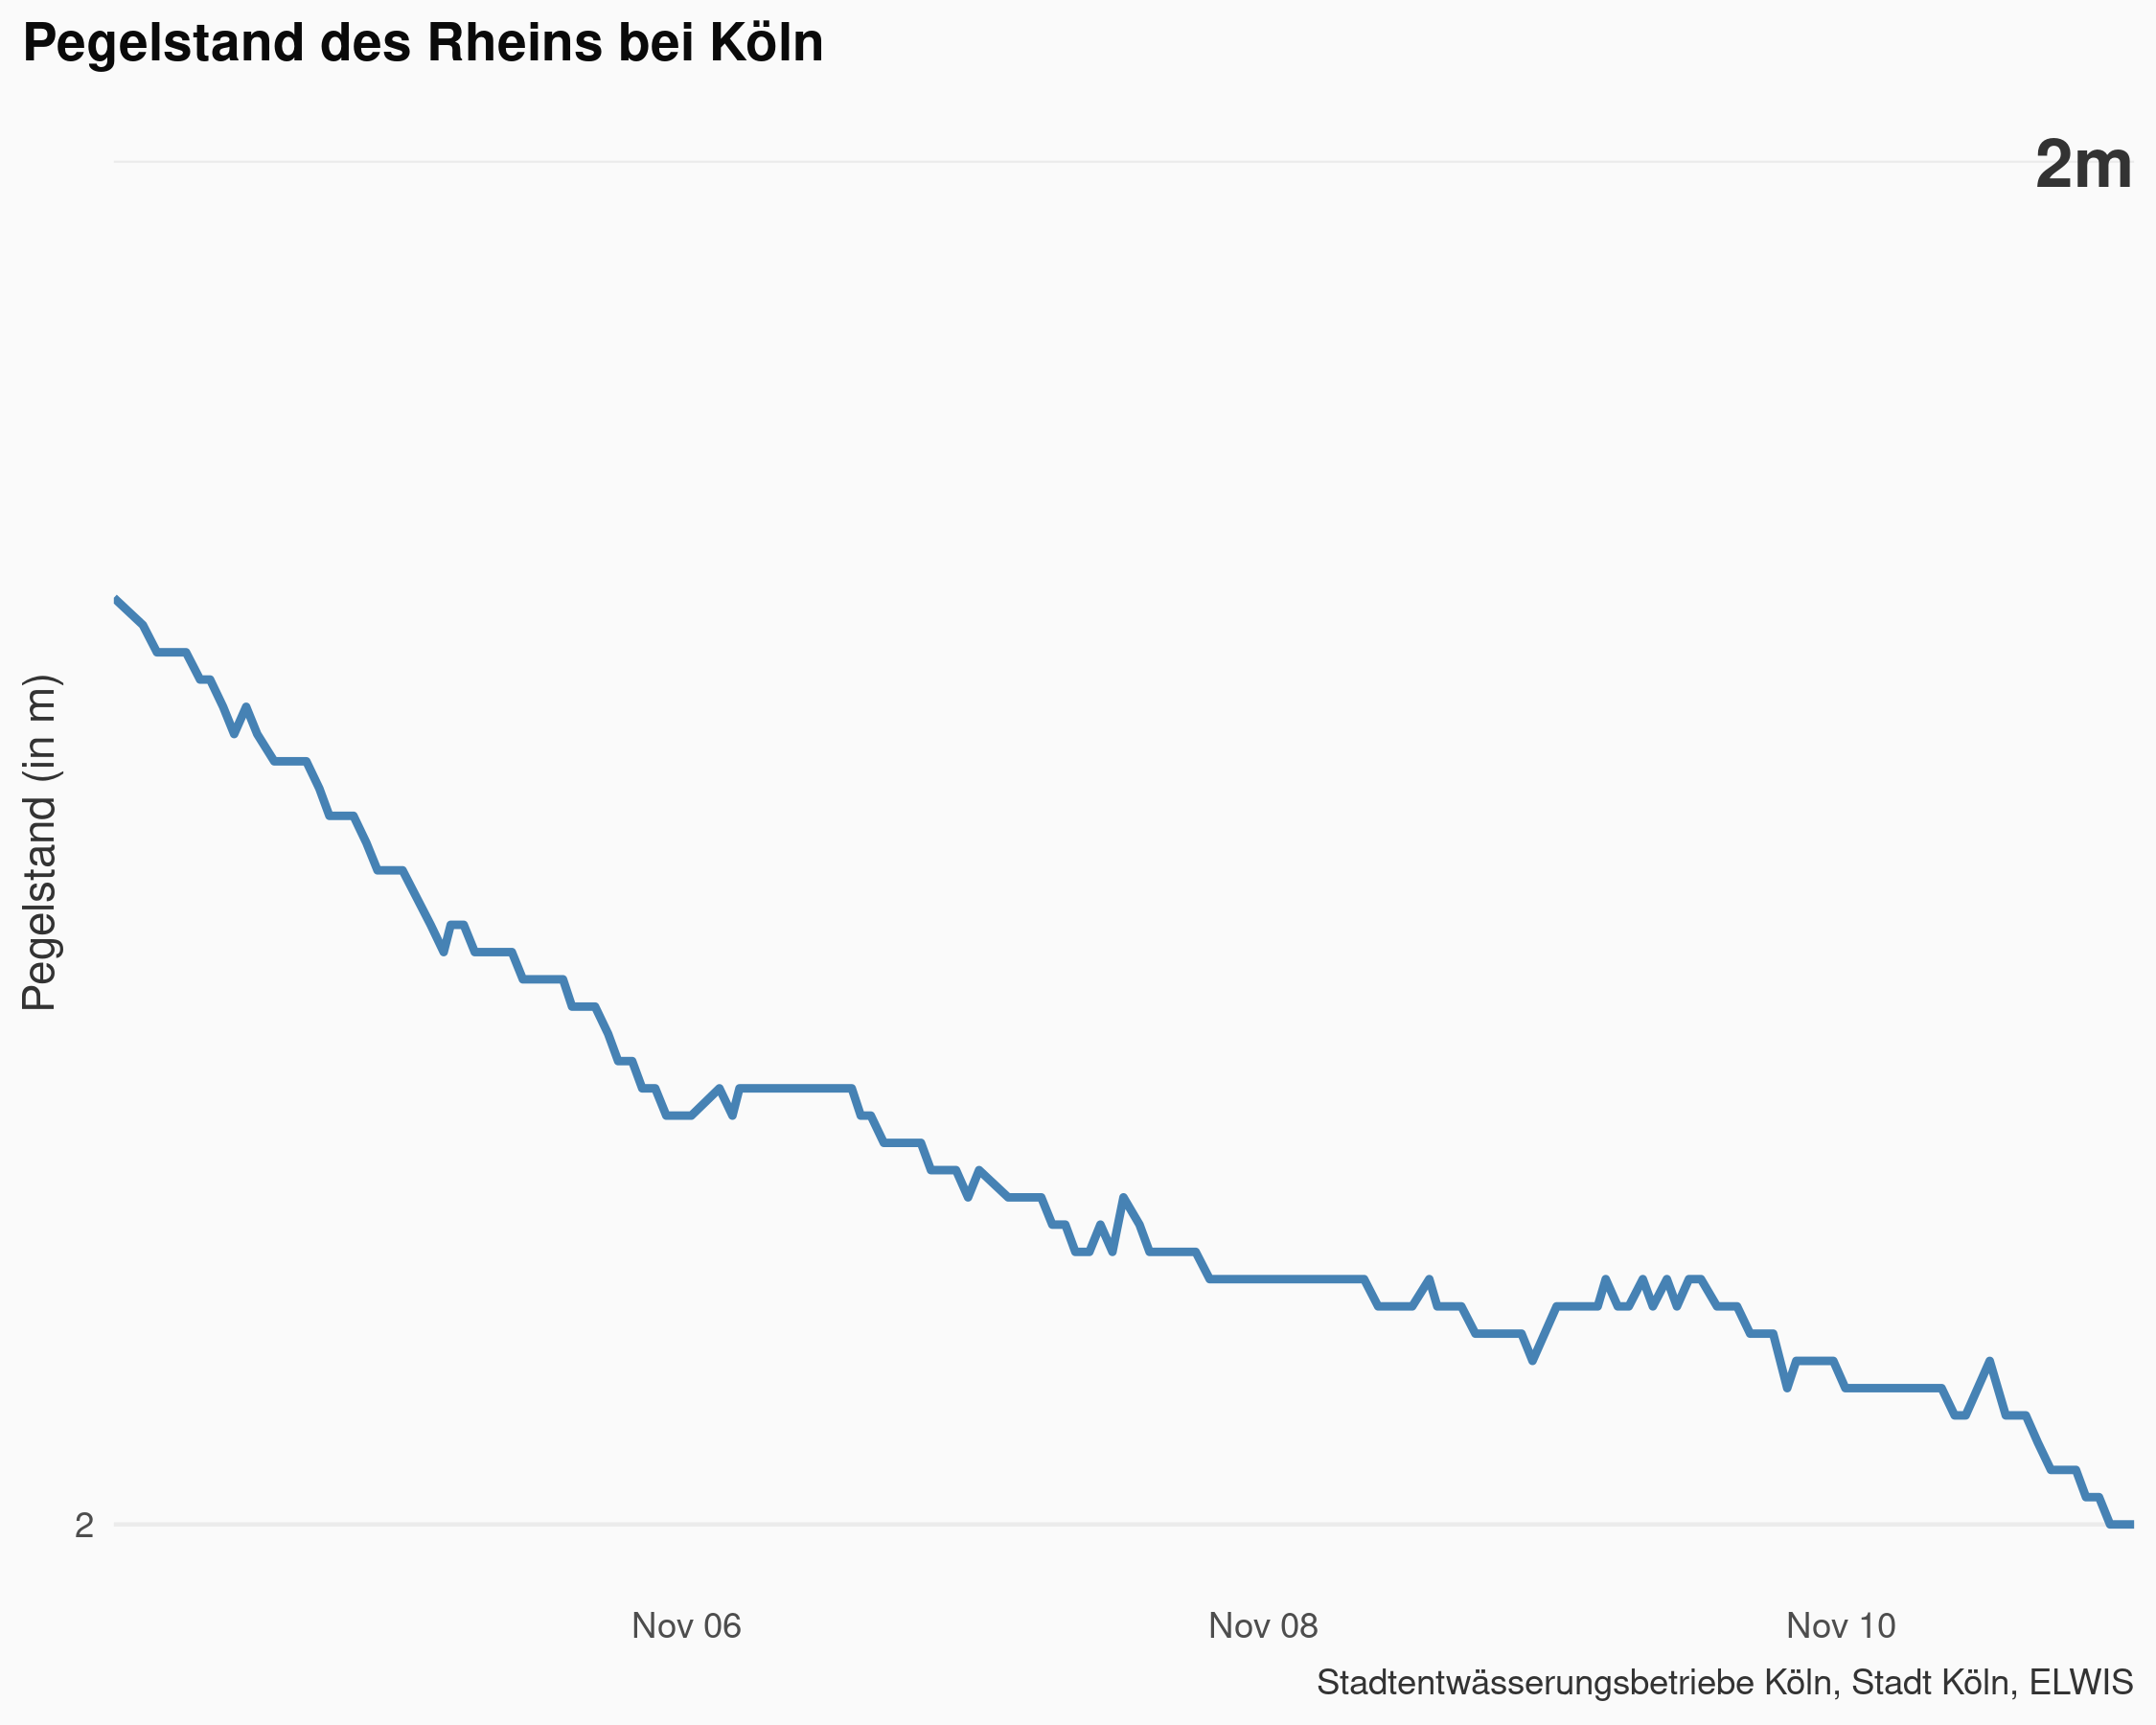 Pegelstand des Rheins bei Köln
2m
Pegelstand (in m)
2
Nov 06
Nov 08
Nov 10
Stadtentwässerungsbetriebe Köln, Stadt Köln, ELWIS